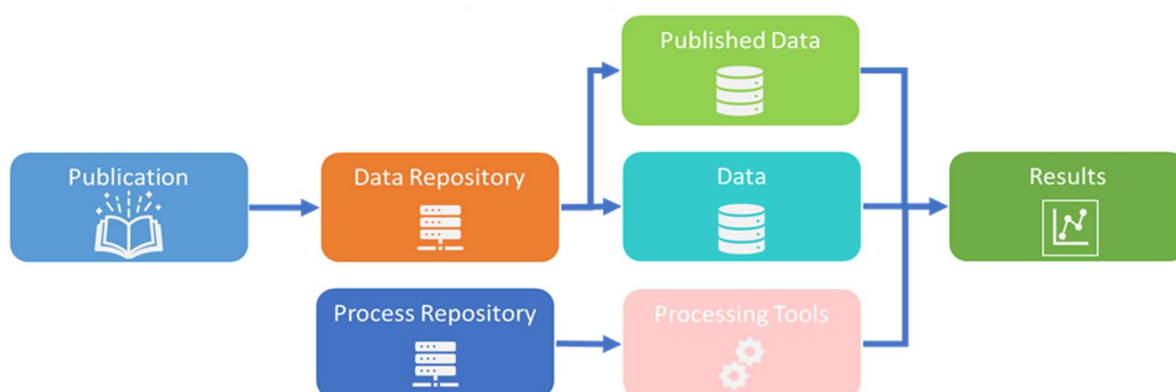 Published Data
Publication
Data Repository
Data
Results
Process Repository
Processing Tools